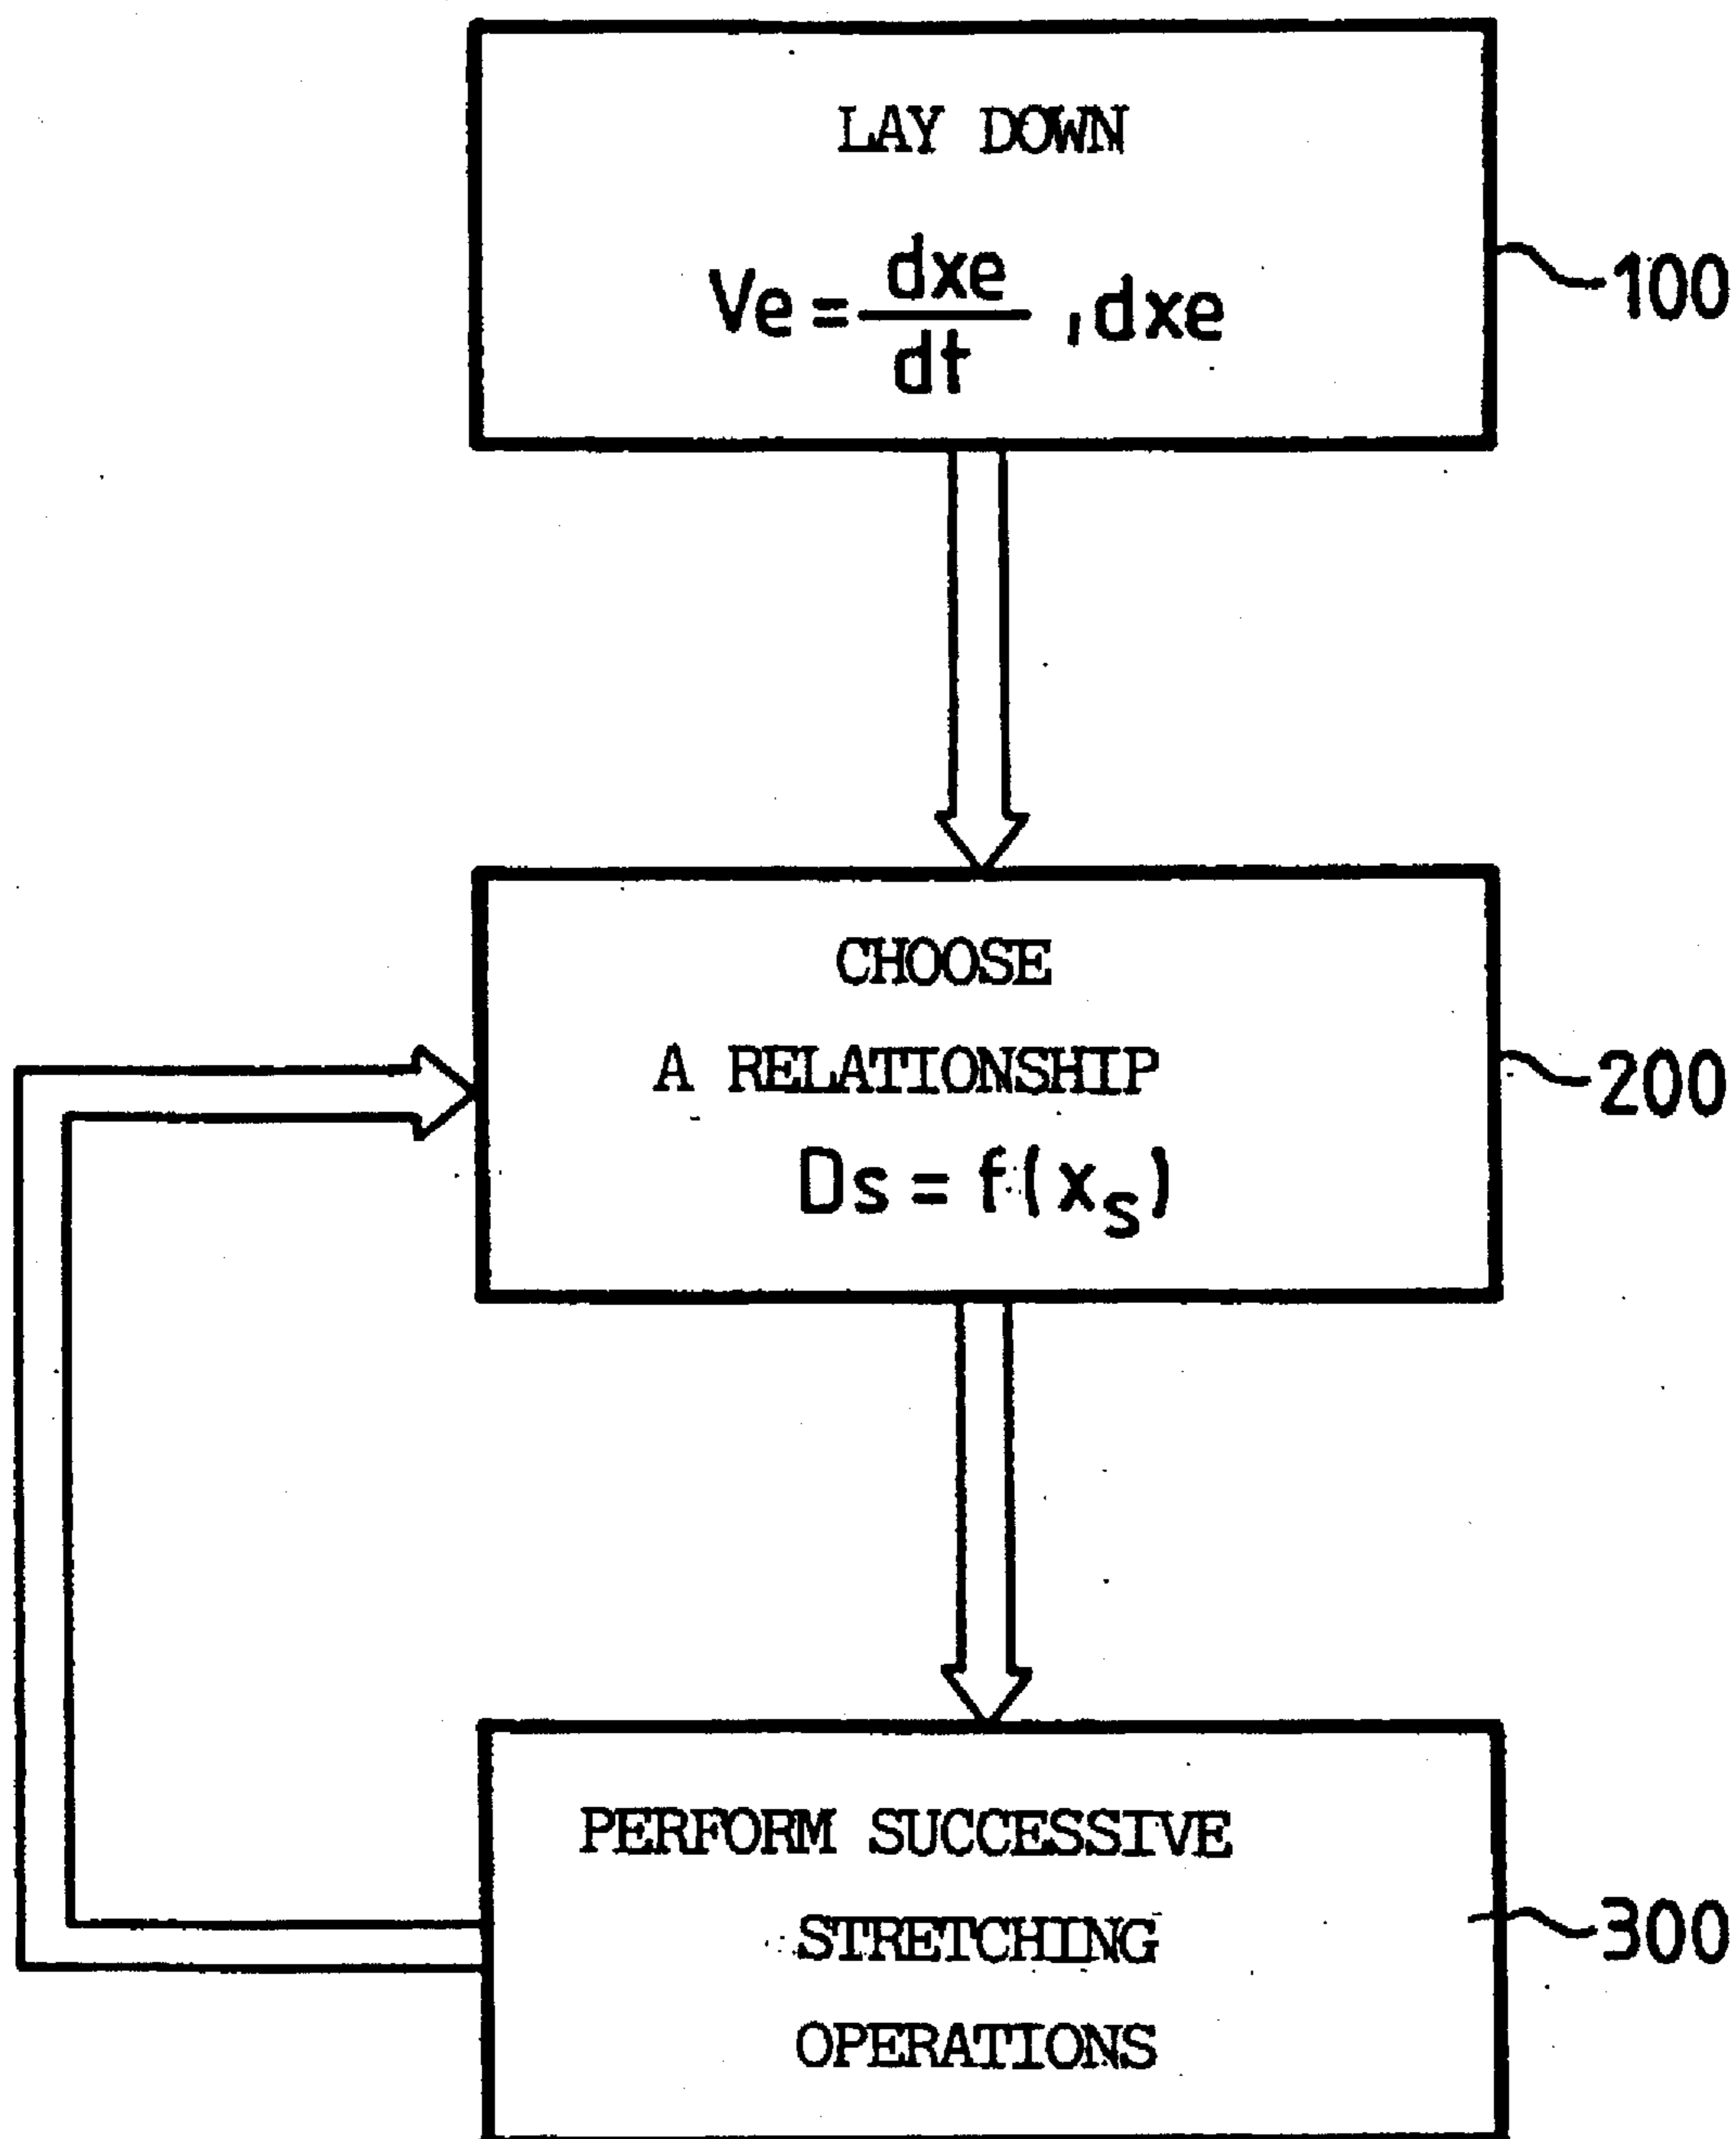 LAY DOWN
Ve = dxe/dt , dxe
100
CHOOSE
A RELATIONSHIP
Ds = f(xs)
200
PERFORM SUCCESSIVE
STRETCHING
OPERATIONS
300